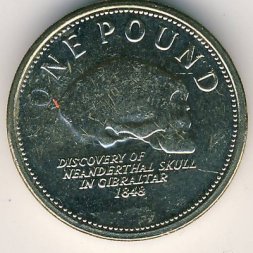 ONE POUND
DISCOVERY OF
NEANDERTHAL SKULL
IN GIBRALTAR
1848